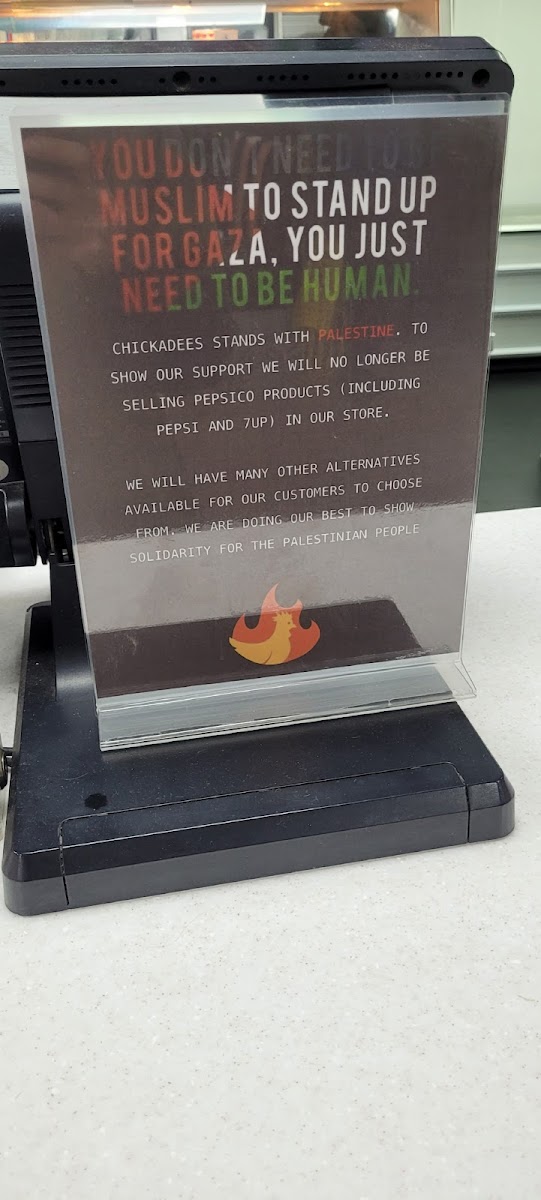 YOU DON'T NEED TO BE
MUSLIM TO STAND UP
FOR GAZA, YOU JUST
NEED TO BE HUMAN.
CHICKADEES STANDS WITH PALESTINE. TO
SHOW OUR SUPPORT WE WILL NO LONGER BE
SELLING PEPSICO PRODUCTS (INCLUDING
PEPSI AND 7UP) IN OUR STORE.
WE WILL HAVE MANY OTHER ALTERNATIVES
AVAILABLE FOR OUR CUSTOMERS TO CHOOSE
FROM. WE ARE DOING OUR BEST TO SHOW
SOLIDARITY FOR THE PALESTINIAN PEOPLE